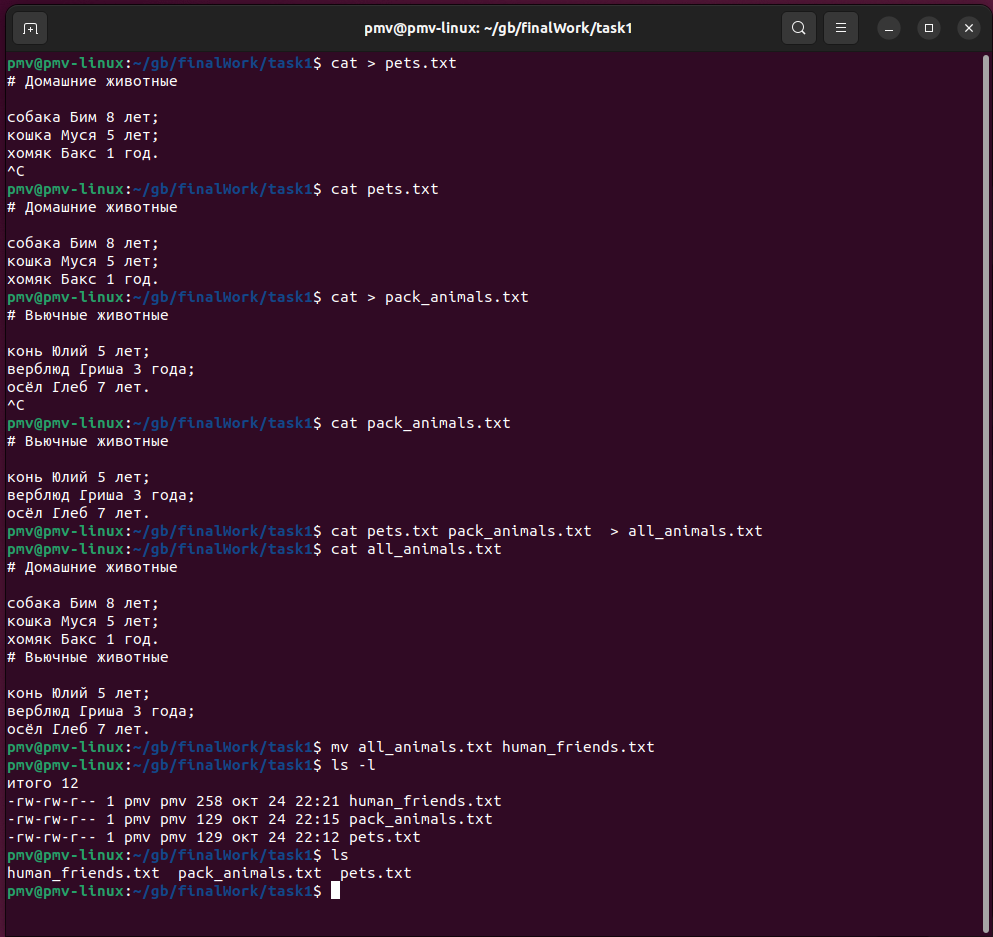 pmv@pmv-linux: ~/gb/finalWork/task1
pmv@pmv-linux:~/gb/finalWork/task1$ cat > pets.txt
# Домашние животные
собака Бим 8 лет;
кошка Муся 5 лет;
хомяк Бакс 1 год.
^C
pmv@pmv-linux:~/gb/finalWork/task1$ cat pets.txt
# Домашние животные
собака Бим 8 лет;
кошка Муся 5 лет;
хомяк Бакс 1 год.
pmv@pmv-linux:~/gb/finalWork/task1$ cat > pack_animals.txt
# Вьючные животные
конь Юлий 5 лет;
верблюд Гриша 3 года;
осёл Глеб 7 лет.
^C
pmv@pmv-linux:~/gb/finalWork/task1$ cat pack_animals.txt
# Вьючные животные
конь Юлий 5 лет;
верблюд Гриша 3 года;
осёл Глеб 7 лет.
pmv@pmv-linux:~/gb/finalWork/task1$ cat pets.txt pack_animals.txt  > all_animals.txt
pmv@pmv-linux:~/gb/finalWork/task1$ cat all_animals.txt
# Домашние животные
собака Бим 8 лет;
кошка Муся 5 лет;
хомяк Бакс 1 год.
# Вьючные животные
конь Юлий 5 лет;
верблюд Гриша 3 года;
осёл Глеб 7 лет.
pmv@pmv-linux:~/gb/finalWork/task1$ mv all_animals.txt human_friends.txt
pmv@pmv-linux:~/gb/finalWork/task1$ ls -l
итого 12
-rw-rw-r-- 1 pmv pmv 258 окт 24 22:21 human_friends.txt
-rw-rw-r-- 1 pmv pmv 129 окт 24 22:15 pack_animals.txt
-rw-rw-r-- 1 pmv pmv 129 окт 24 22:12 pets.txt
pmv@pmv-linux:~/gb/finalWork/task1$ ls
human_friends.txt  pack_animals.txt  pets.txt
pmv@pmv-linux:~/gb/finalWork/task1$